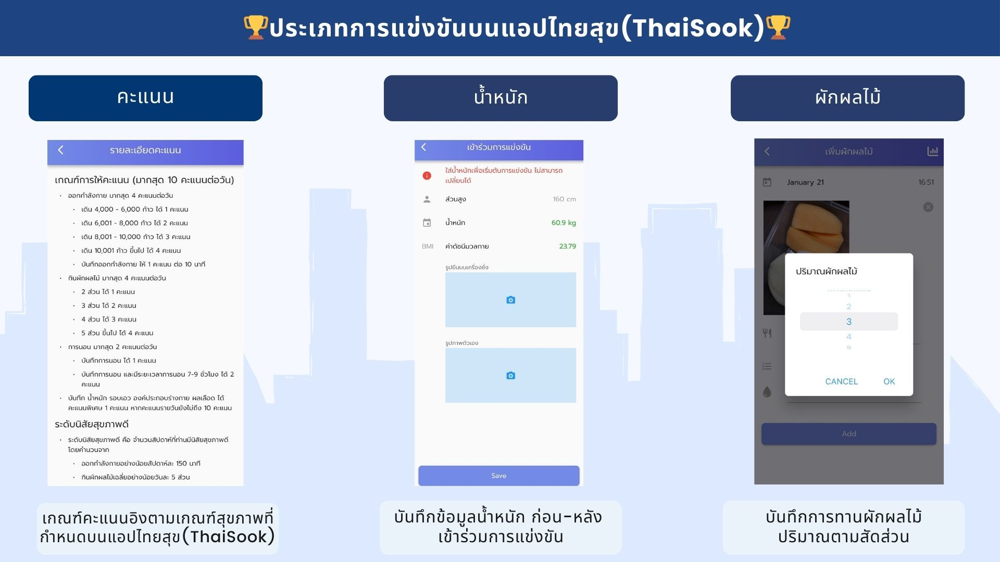 🏆ประเภทการแข่งขันบนแอปไทยสุข(ThaiSook)🏆
คะแนน
รายละเอียดคะแนน
เกณฑ์การให้คะแนน (มากสุด 10 คะแนนต่อวัน)
• ออกกำลังกาย มากสุด 4 คะแนนต่อวัน
• เดิน 4,000 - 6,000 ก้าว ได้ 1 คะแนน
• เดิน 6,001 - 8,000 ก้าว ได้ 2 คะแนน
• เดิน 8,001 - 10,000 ก้าว ได้ 3 คะแนน
• เดิน 10,001 ก้าว ขึ้นไป ได้ 4 คะแนน
• บันทึกออกกำลังกาย ให้ 1 คะแนน ต่อ 10 นาที
• กินผักผลไม้ มากสุด 4 คะแนนต่อวัน
• 2 ส่วน ได้ 1 คะแนน
• 3 ส่วน ได้ 2 คะแนน
• 4 ส่วน ได้ 3 คะแนน
• 5 ส่วน ขึ้นไป ได้ 4 คะแนน
• การนอน มากสุด 2 คะแนนต่อวัน
• บันทึกการนอน ได้ 1 คะแนน
• บันทึกการนอน และมีระยะเวลาการนอน 7-9 ชั่วโมง ได้ 2
คะแนน
• บันทึก น้ำหนัก รอบเอว องค์ประกอบร่างกาย ผลเลือด ได้
คะแนนพิเศษ 1 คะแนน หากคะแนนรายวันยังไม่ถึง 10 คะแนน
ระดับนิสัยสุขภาพดี
• ระดับนิสัยสุขภาพดี คือ จำนวนสัปดาห์ที่ท่านมีนิสัยสุขภาพดี
โดยคำนวนจาก
• ออกกำลังกายอย่างน้อยสัปดาห์ละ 150 นาที
• กินผักผลไม้เฉลี่ยอย่างน้อยวันละ 5 ส่วน
เกณฑ์คะแนนอิงตามเกณฑ์สุขภาพที่
กำหนดบนแอปไทยสุข(ThaiSook)
น้ำหนัก
เข้าร่วมการแข่งขัน
ใส่น้ำหนักเพื่อเริ่มต้นการแข่งขัน ไม่สามารถ
เปลี่ยนได้
ส่วนสูง 160 cm
น้ำหนัก 60.9 kg
BMI ค่าดัชนีมวลกาย 23.79
รูปยืนบนเครื่องชั่ง
รูปภาพตัวเอง
Save
บันทึกข้อมูลน้ำหนัก ก่อน-หลัง
เข้าร่วมการแข่งขัน
ผักผลไม้
เพิ่มผักผลไม้
January 21 16:51
ปริมาณผักผลไม้
1
2
3
4
5
CANCEL OK
Add
บันทึกการทานผักผลไม้
ปริมาณตามสัดส่วน